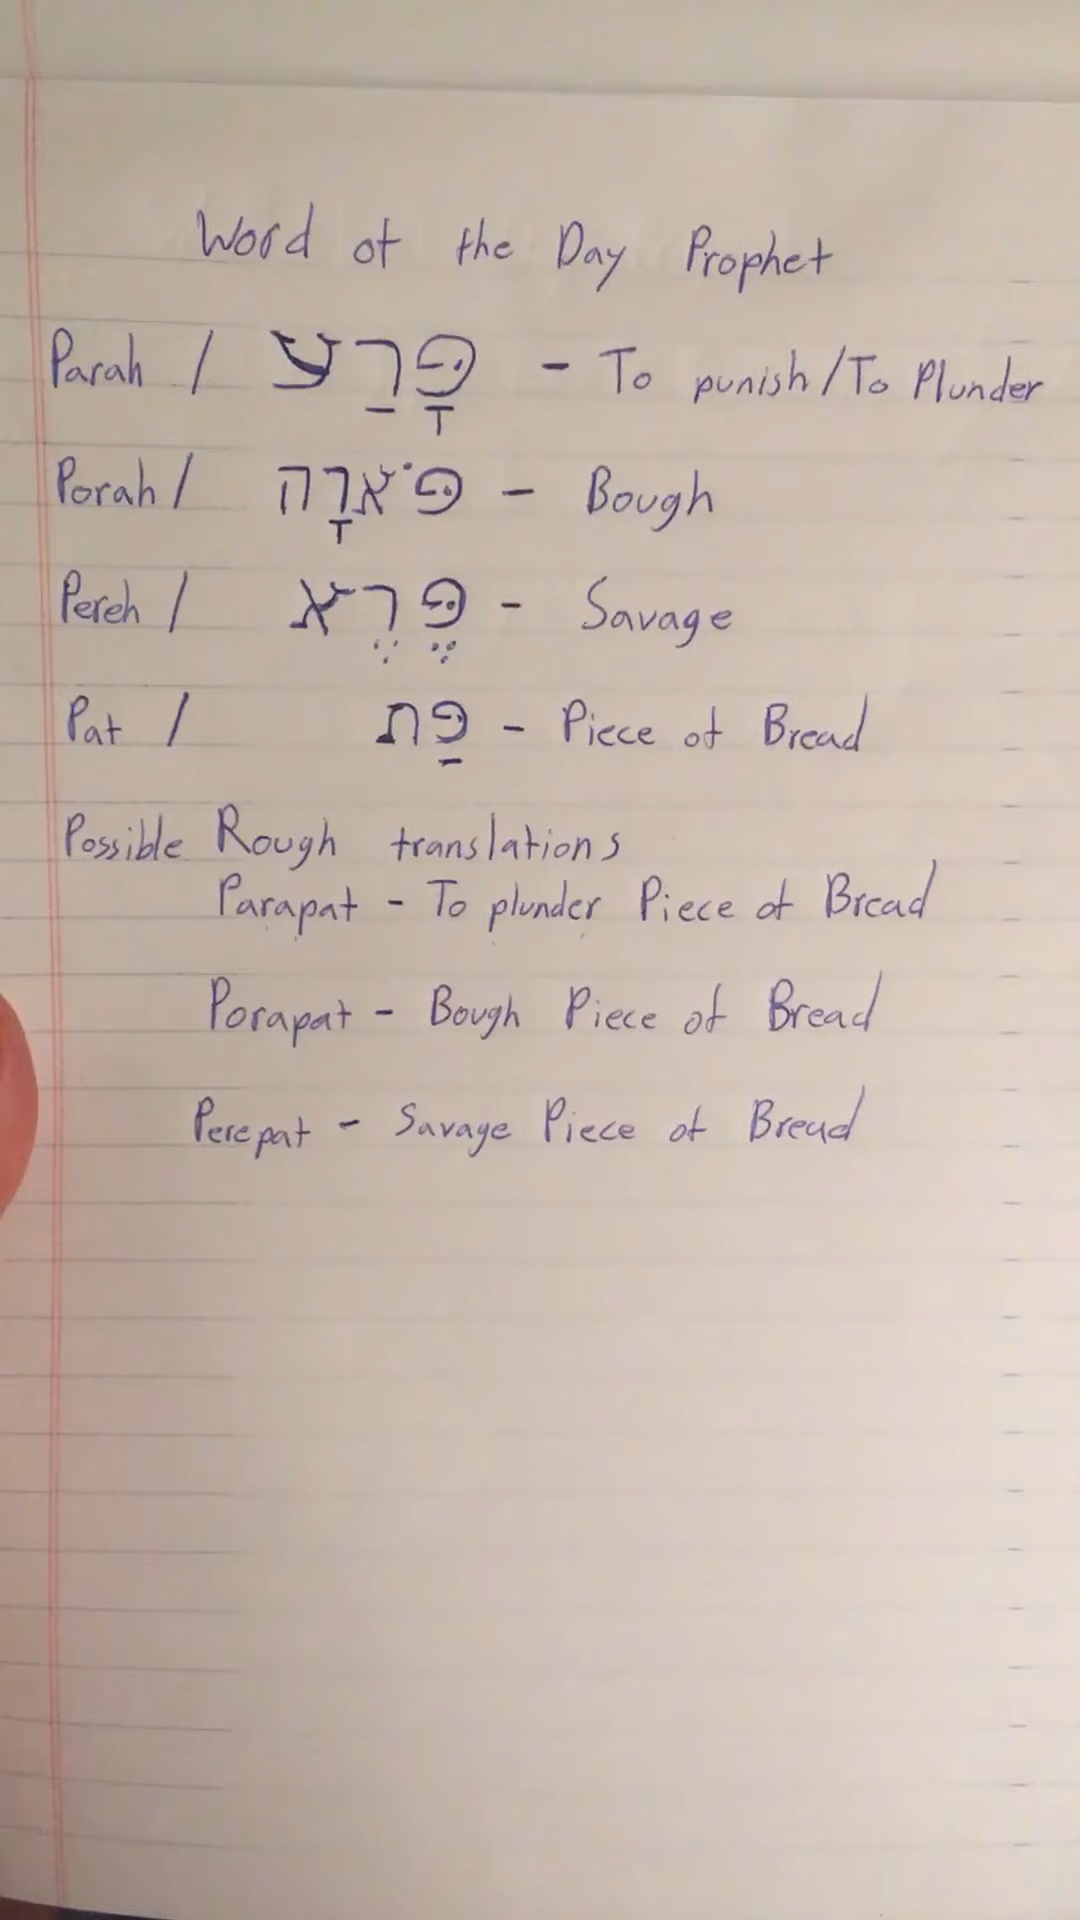 Word of the Day Prophet
Parah / פָּרַע - To punish/To Plunder
Porah/ פֹּארָה - Bough
Pereh / פֶּרֶא - Savage
Pat / פַּת - Piece of Bread
Possible Rough translations
Parapat - To plunder Piece of Bread
Porapat - Bough Piece of Bread
Perepat - Savage Piece of Bread